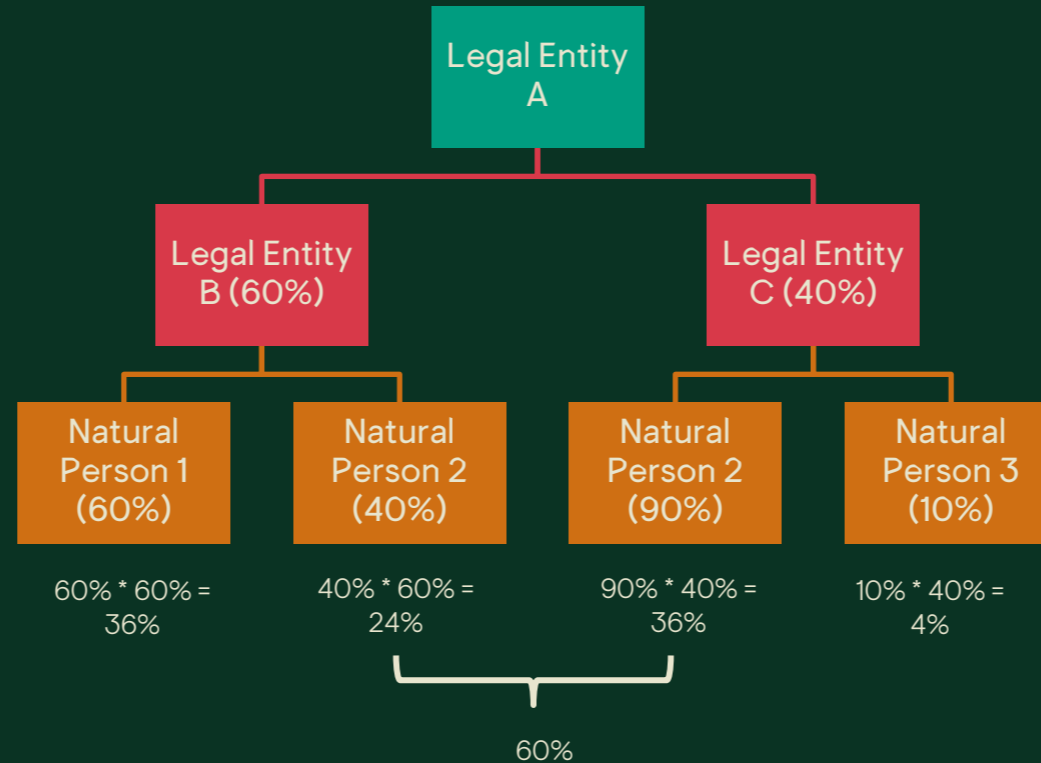 Legal Entity
A
Legal Entity
B (60%)
Legal Entity
C (40%)
Natural
Person 1
(60%)
Natural
Person 2
(40%)
Natural
Person 2
(90%)
Natural
Person 3
(10%)
60% * 60% =
36%
40% * 60% =
24%
90% * 40% =
36%
10% * 40% =
4%
60%